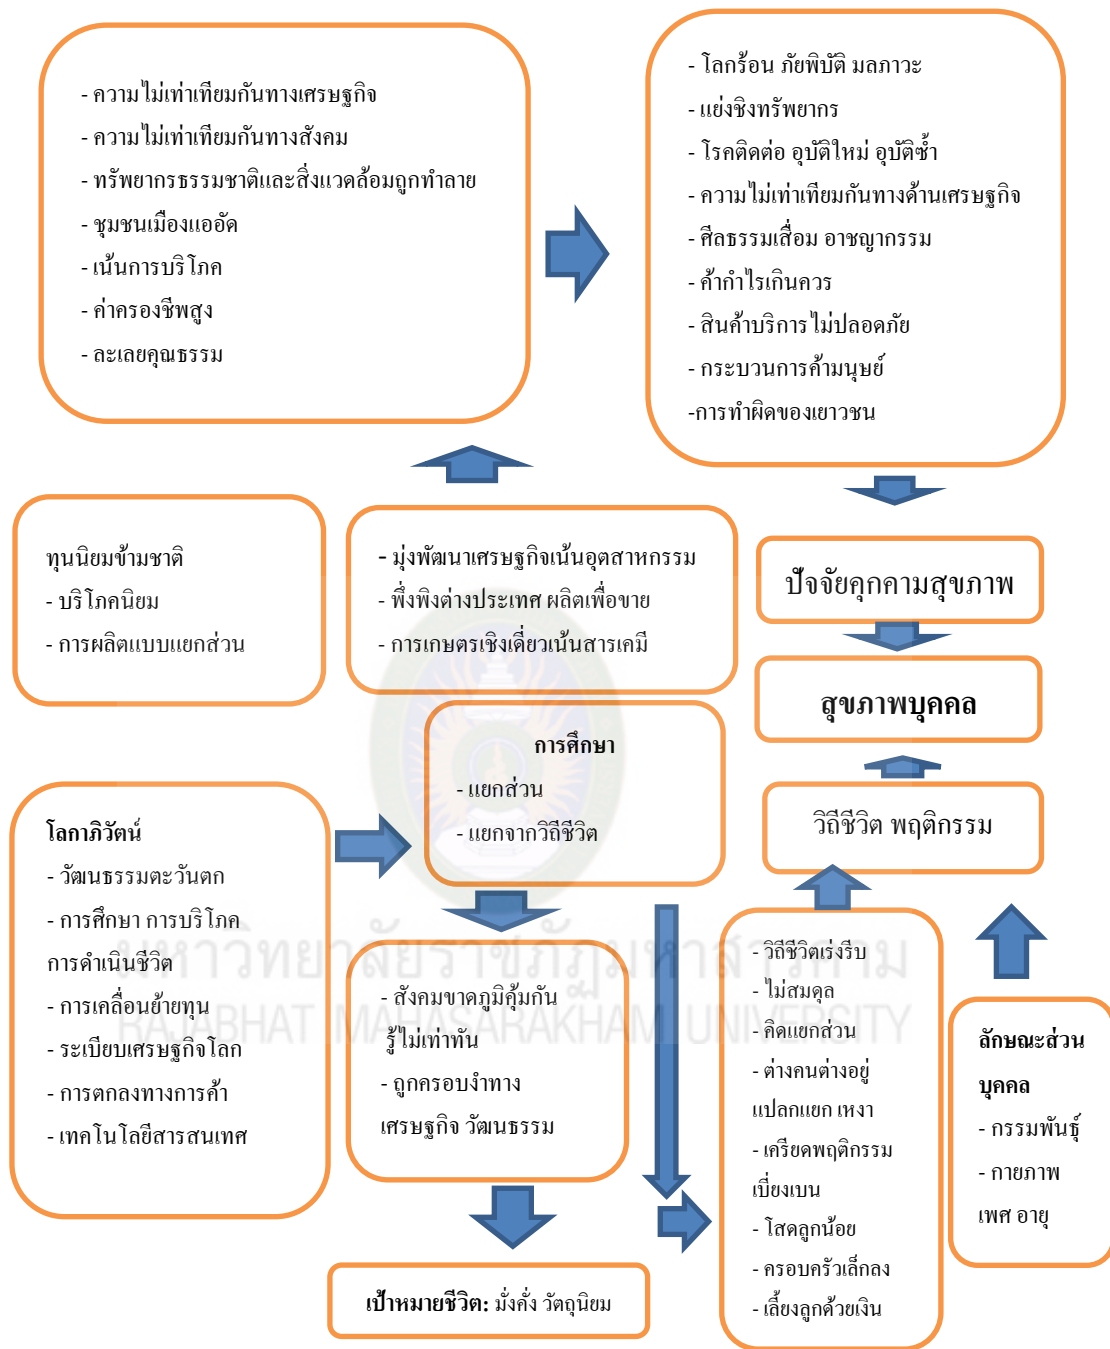 - ความไม่เท่าเทียมกันทางเศรษฐกิจ
- ความไม่เท่าเทียมกันทางสังคม
- ทรัพยากรธรรมชาติและสิ่งแวดล้อมถูกทำลาย
- ชุมชนเมืองแออัด
- เน้นการบริโภค
- ค่าครองชีพสูง
- ละเลยคุณธรรม
- โลกร้อน ภัยพิบัติ มลภาวะ
- แย่งชิงทรัพยากร
- โรคติดต่อ อุบัติใหม่ อุบัติซ้ำ
- ความไม่เท่าเทียมกันทางด้านเศรษฐกิจ
- ศีลธรรมเสื่อม อาชญากรรม
- ค้ากำไรเกินควร
- สินค้าบริการไม่ปลอดภัย
- กระบวนการค้ามนุษย์
-การทำผิดของเยาวชน
ทุนนิยมข้ามชาติ
- บริโภคนิยม
- การผลิตแบบแยกส่วน
- มุ่งพัฒนาเศรษฐกิจเน้นอุตสาหกรรม
- พึ่งพิงต่างประเทศ ผลิตเพื่อขาย
- การเกษตรเชิงเดี่ยวเน้นสารเคมี
ปัจจัยคุกคามสุขภาพ
สุขภาพบุคคล
การศึกษา
- แยกส่วน
- แยกจากวิถีชีวิต
วิถีชีวิต พฤติกรรม
โลกาภิวัตน์
- วัฒนธรรมตะวันตก
- การศึกษา การบริโภค
การดำเนินชีวิต
- การเคลื่อนย้ายทุน
- ระเบียบเศรษฐกิจโลก
- การตกลงทางการค้า
- เทคโนโลยีสารสนเทศ
มหาวิทยาลัยราชภัฏมหาสารคาม
RAJABHAT MAHASARAKHAM UNIVERSITY
- สังคมขาดภูมิคุ้มกัน
รู้ไม่เท่าทัน
- ถูกครอบงำทาง
เศรษฐกิจ วัฒนธรรม
- วิถีชีวิตเร่งรีบ
- ไม่สมดุล
- คิดแยกส่วน
- ต่างคนต่างอยู่
แปลกแยก เหงา
- เครียดพฤติกรรม
เบี่ยงเบน
- โสดลูกน้อย
- ครอบครัวเล็กลง
- เลี้ยงลูกด้วยเงิน
ลักษณะส่วน
บุคคล
- กรรมพันธุ์
- กายภาพ
เพศ อายุ
เป้าหมายชีวิต: มั่งคั่ง วัตถุนิยม